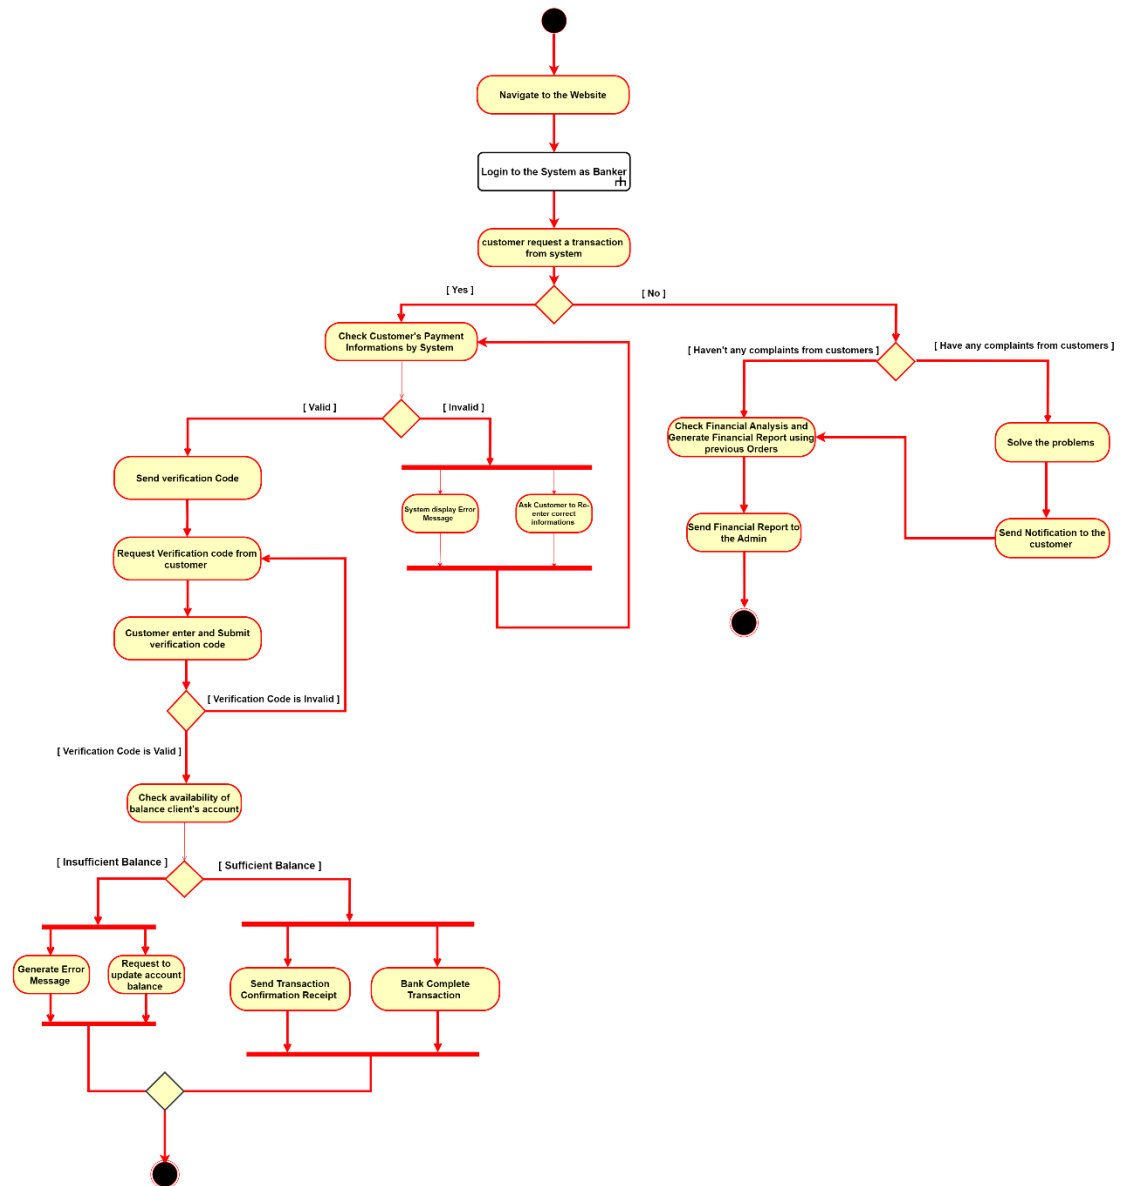 Navigate to the Website
Login to the System as Banker
customer request a transaction
from system
[ Yes ]
[ No ]
Check Customer's Payment
Informations by System
[ Haven't any complaints from customers ]
[ Have any complaints from customers ]
[ Valid ]
[ Invalid ]
Check Financial Analysis and
Generate Financial Report using
previous Orders
Solve the problems
Send verification Code
System display Error
Message
Ask Customer to Re-
enter correct
informations
Send Financial Report to
the Admin
Send Notification to the
customer
Request Verification code from
customer
Customer enter and Submit
verification code
[ Verification Code is Invalid ]
[ Verification Code is Valid ]
Check availability of
balance client's account
[ Insufficient Balance ]
[ Sufficient Balance ]
Generate Error
Message
Request to
update account
balance
Send Transaction
Confirmation Receipt
Bank Complete
Transaction